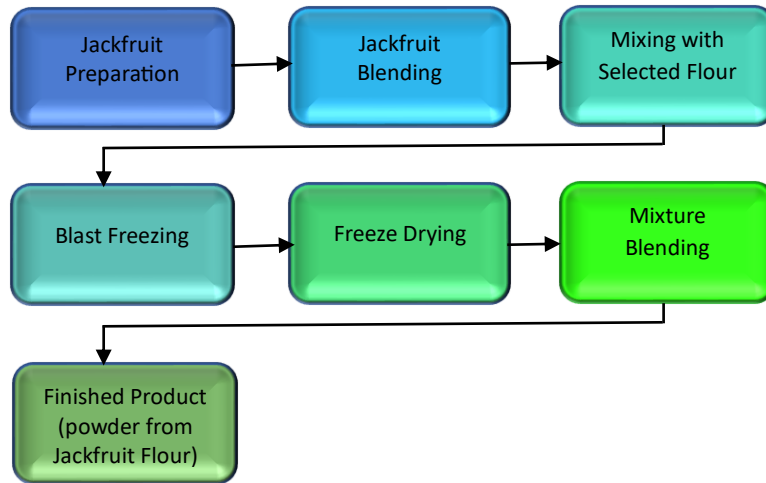 Jackfruit
Preparation
Jackfruit
Blending
Mixing with
Selected Flour
Blast Freezing
Freeze Drying
Mixture
Blending
Finished Product
(powder from
Jackfruit Flour)